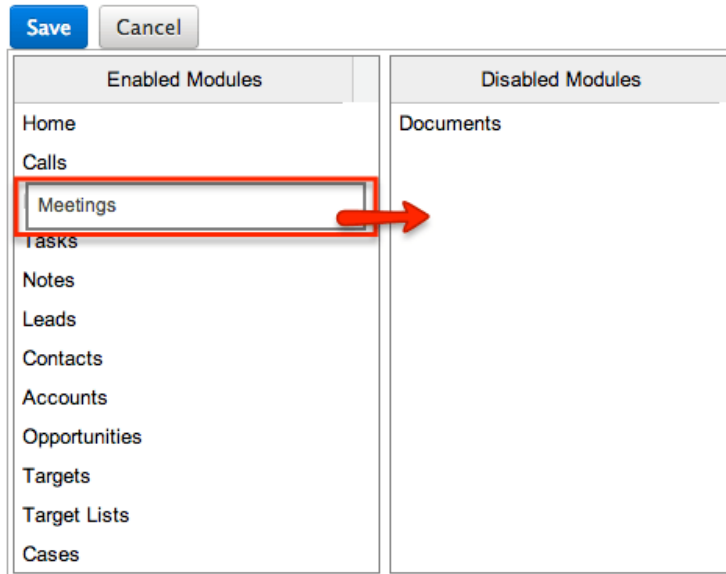 Save Cancel
Enabled Modules
Disabled Modules
Home
Calls
Meetings
Tasks
Notes
Leads
Contacts
Accounts
Opportunities
Targets
Target Lists
Cases
Documents